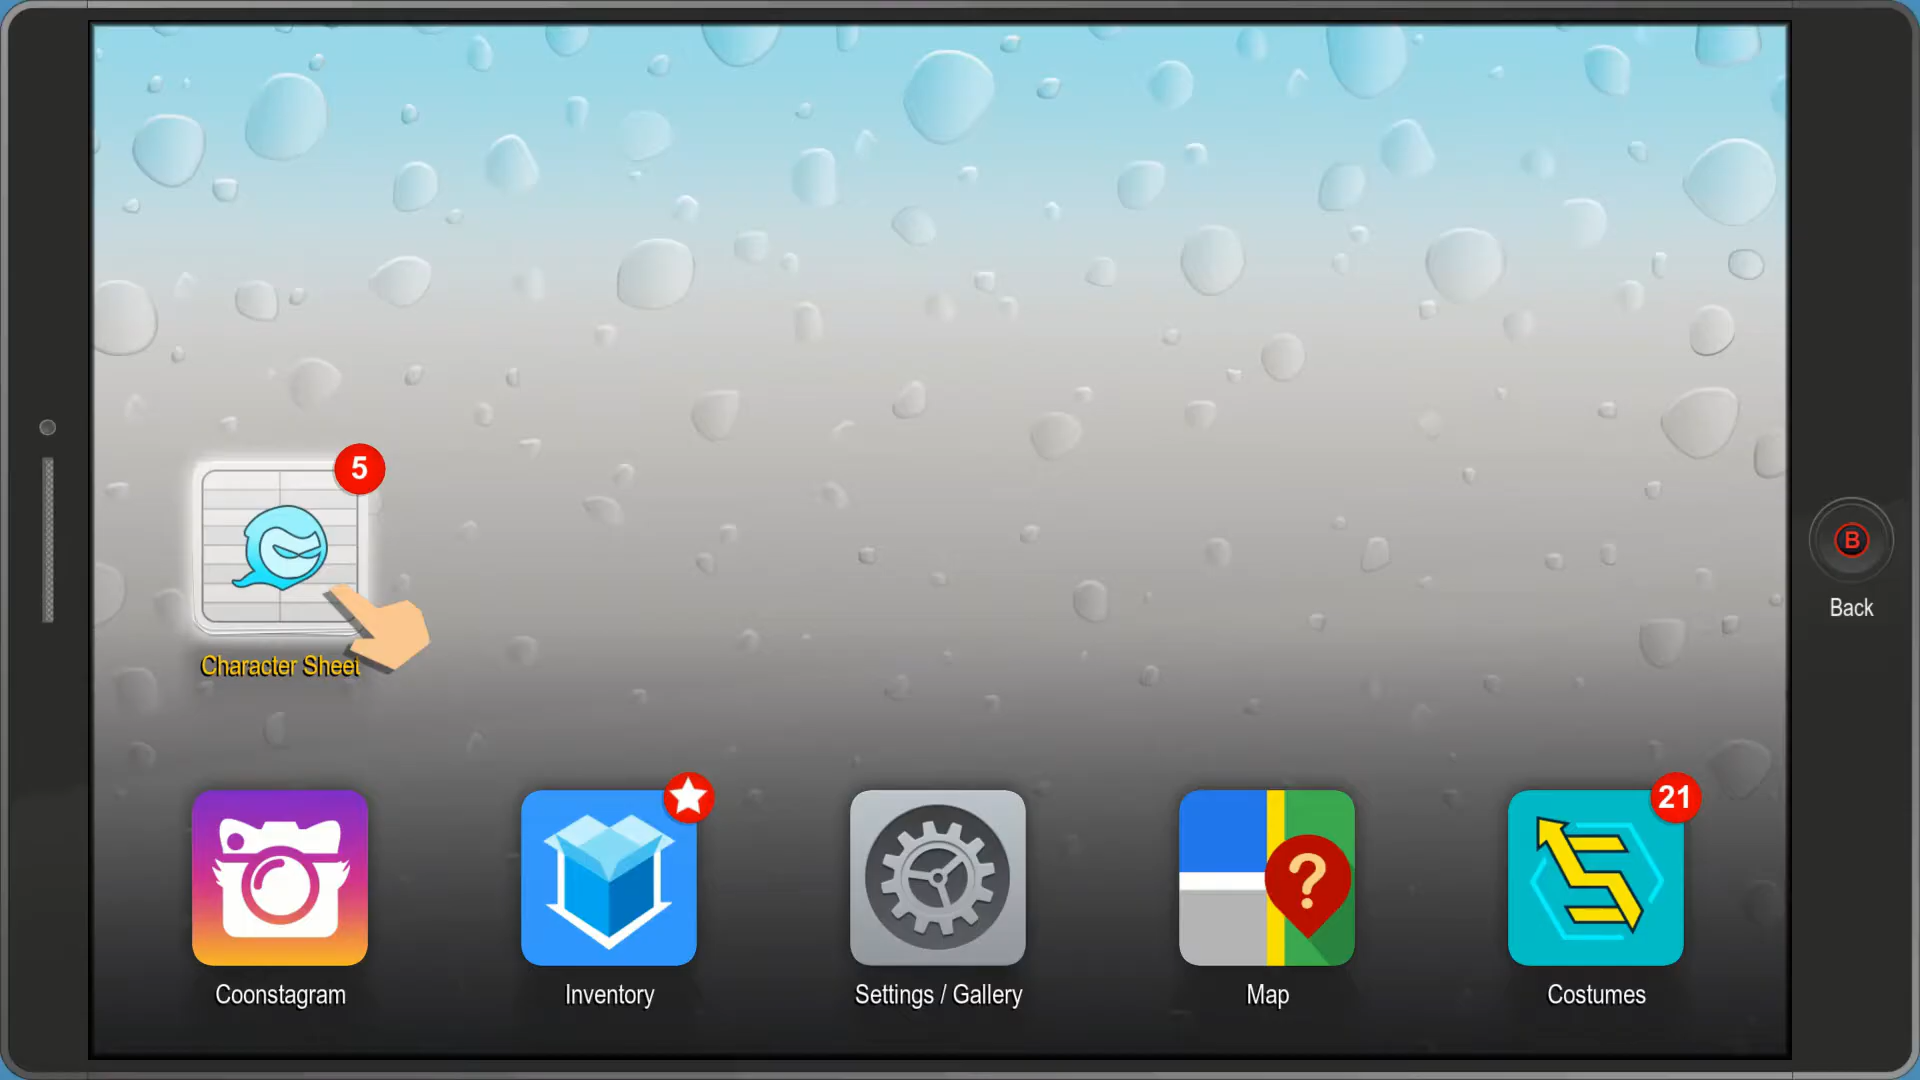 5
B
Back
Character Sheet
21
?
Coonstagram
Inventory
Settings / Gallery
Map
Costumes